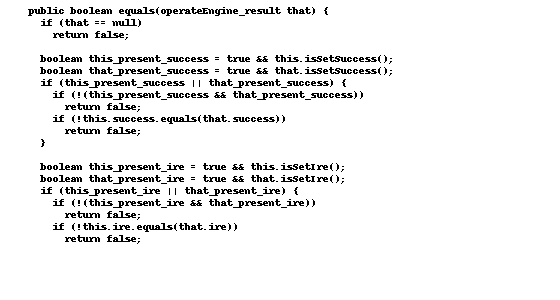 public boolean equals(operateEngine_result that) {
if (that == null)
return false;
boolean this_present_success = true && this.isSetSuccess();
boolean that_present_success = true && that.isSetSuccess();
if (this_present_success || that_present_success) {
if (!(this_present_success && that_present_success))
return false;
if (!this.success.equals(that.success))
return false;
}
boolean this_present_ire = true && this.isSetIre();
boolean that_present_ire = true && that.isSetIre();
if (this_present_ire || that_present_ire) {
if (!(this_present_ire && that_present_ire))
return false;
if (!this.ire.equals(that.ire))
return false;